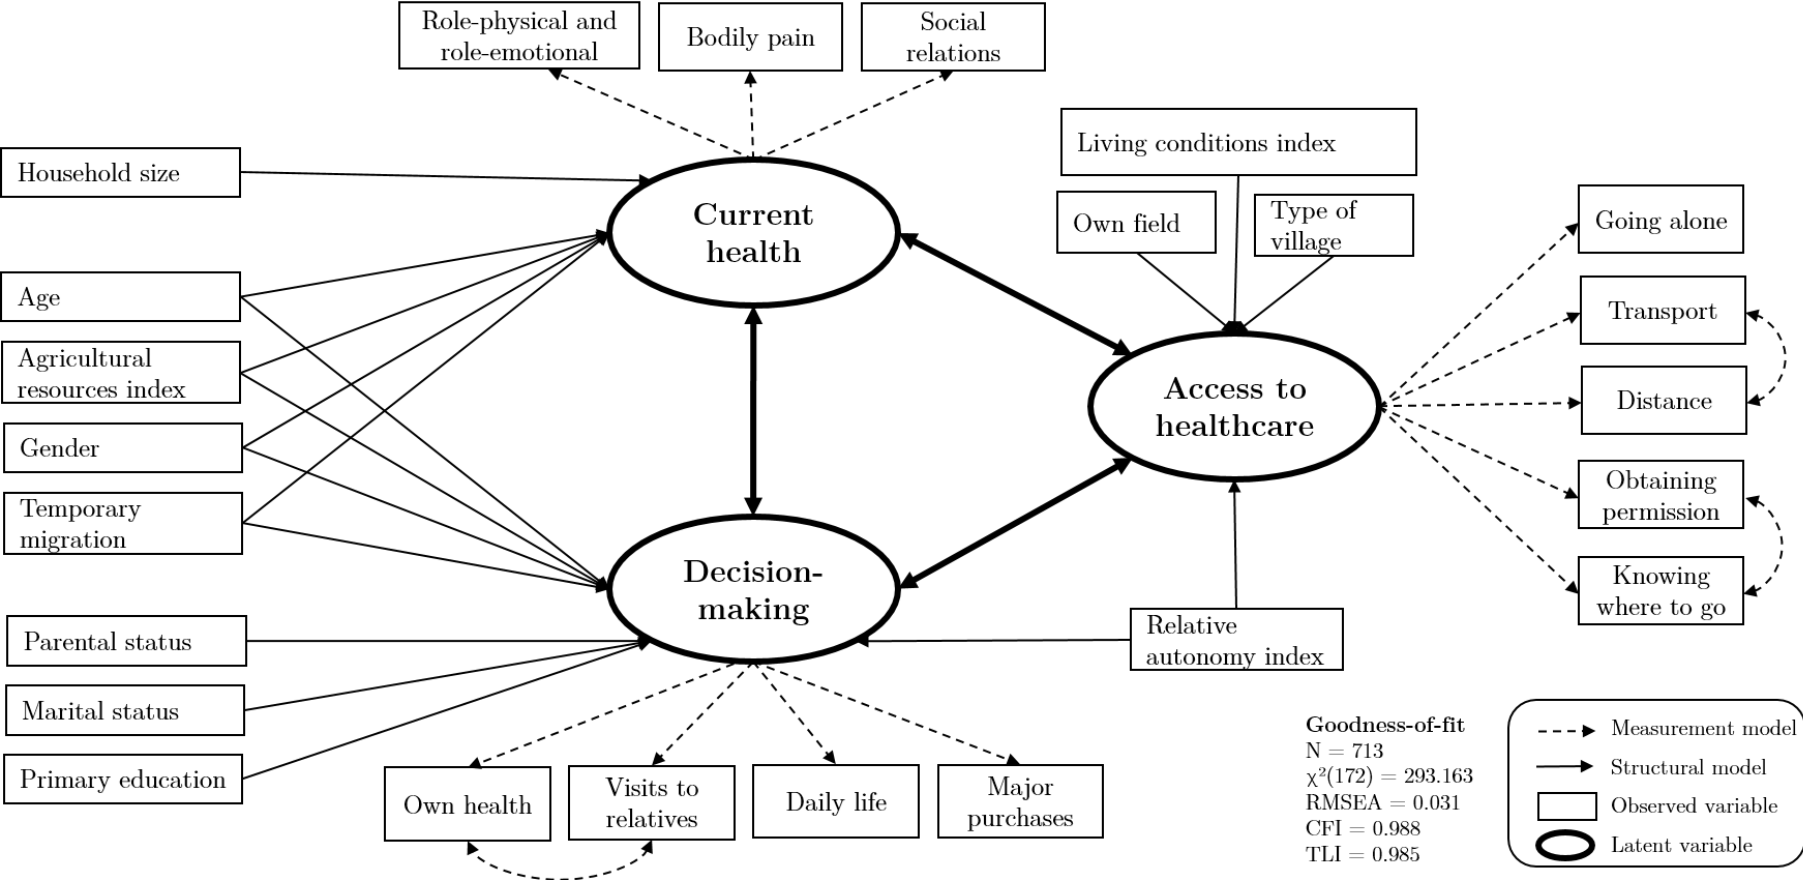 Role-physical and
role-emotional
Bodily pain
Social
relations
Household size
Age
Agricultural
resources index
Gender
Temporary
migration
Parental status
Marital status
Primary education
Current
health
Decision-
making
Access to
healthcare
Living conditions index
Own field
Type of
village
Relative
autonomy index
Going alone
Transport
Distance
Obtaining
permission
Knowing
where to go
Own health
Visits to
relatives
Daily life
Major
purchases
Goodness-of-fit
N = 713
χ²(172) = 293.163
RMSEA = 0.031
CFI = 0.988
TLI = 0.985
Measurement model
Structural model
Observed variable
Latent variable